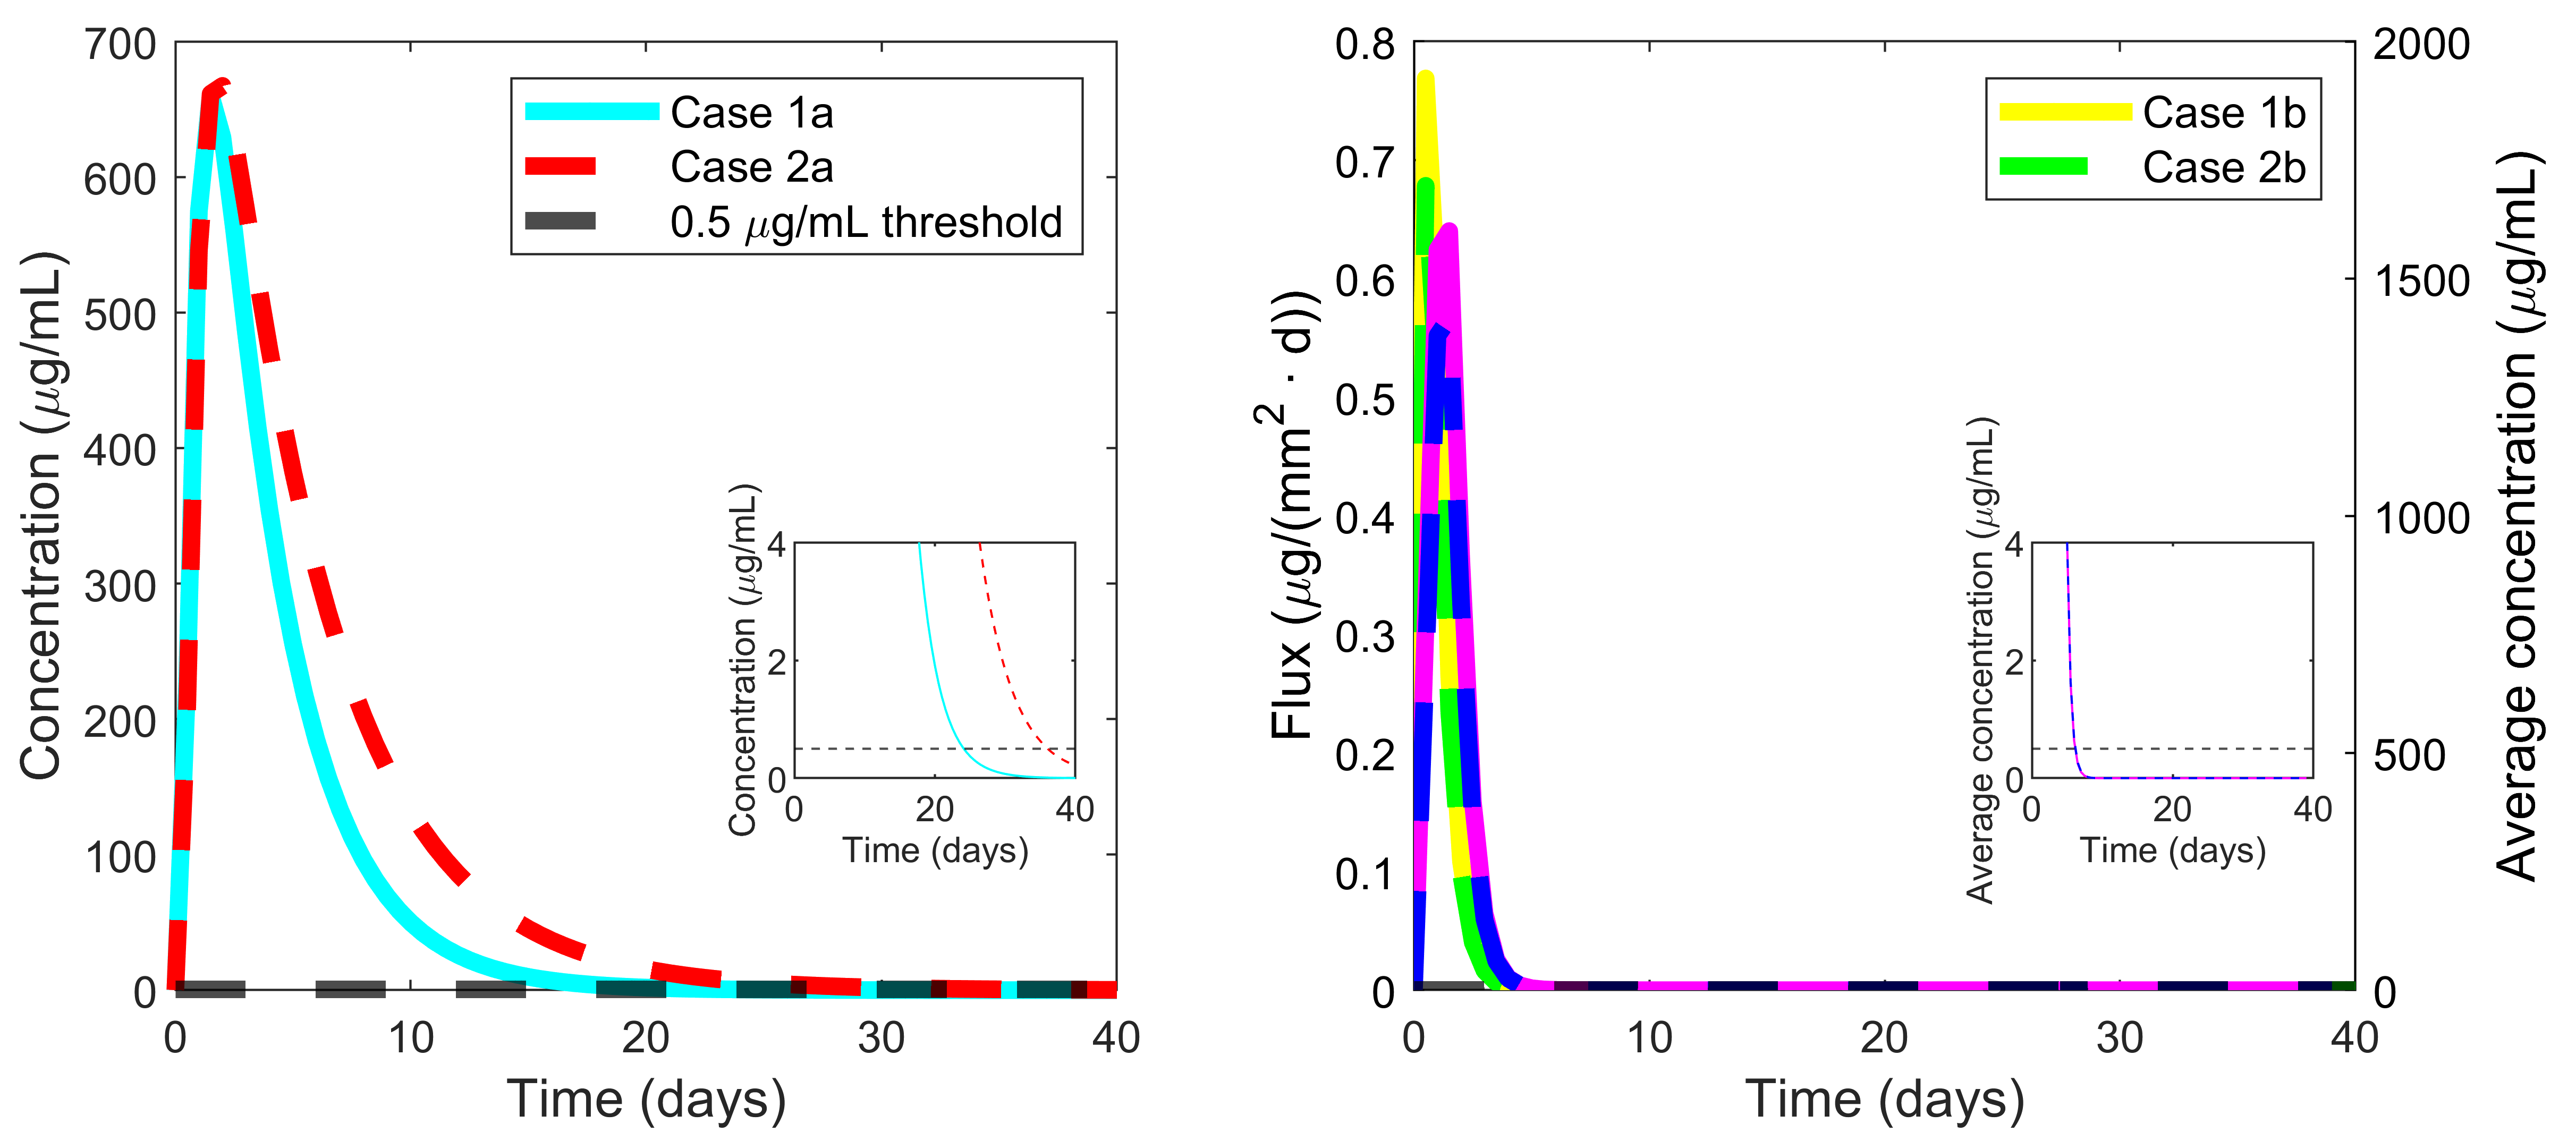 700
600
500
400
300
200
100
0
0 10 20 30 40
Concentration (μg/mL)
Time (days)
Case 1a
Case 2a
0.5 μg/mL threshold
Concentration (μg/mL)
4
2
0
0 20 40
Time (days)
0.8
0.7
0.6
0.5
0.4
0.3
0.2
0.1
0
0 10 20 30 40
Flux (μg/(mm² · d))
Time (days)
Case 1b
Case 2b
Average concentration (μg/mL)
4
2
0
0 20 40
Time (days)
2000
1500
1000
500
0
Average concentration (μg/mL)